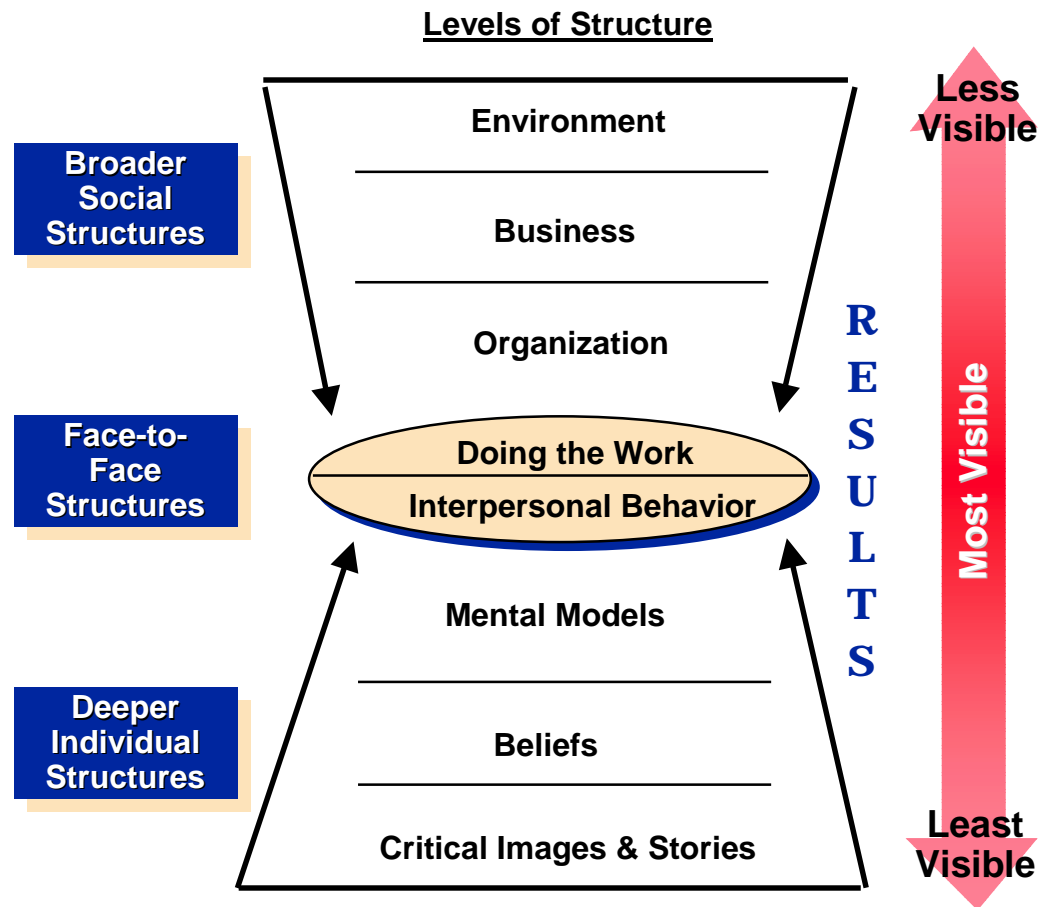 Levels of Structure
Less
Visible
Environment
Broader
Social
Structures
Business
Organization
RESULTS
Most Visible
Face-to-
Face
Structures
Doing the Work
Interpersonal Behavior
Mental Models
Deeper
Individual
Structures
Beliefs
Critical Images & Stories
Least
Visible